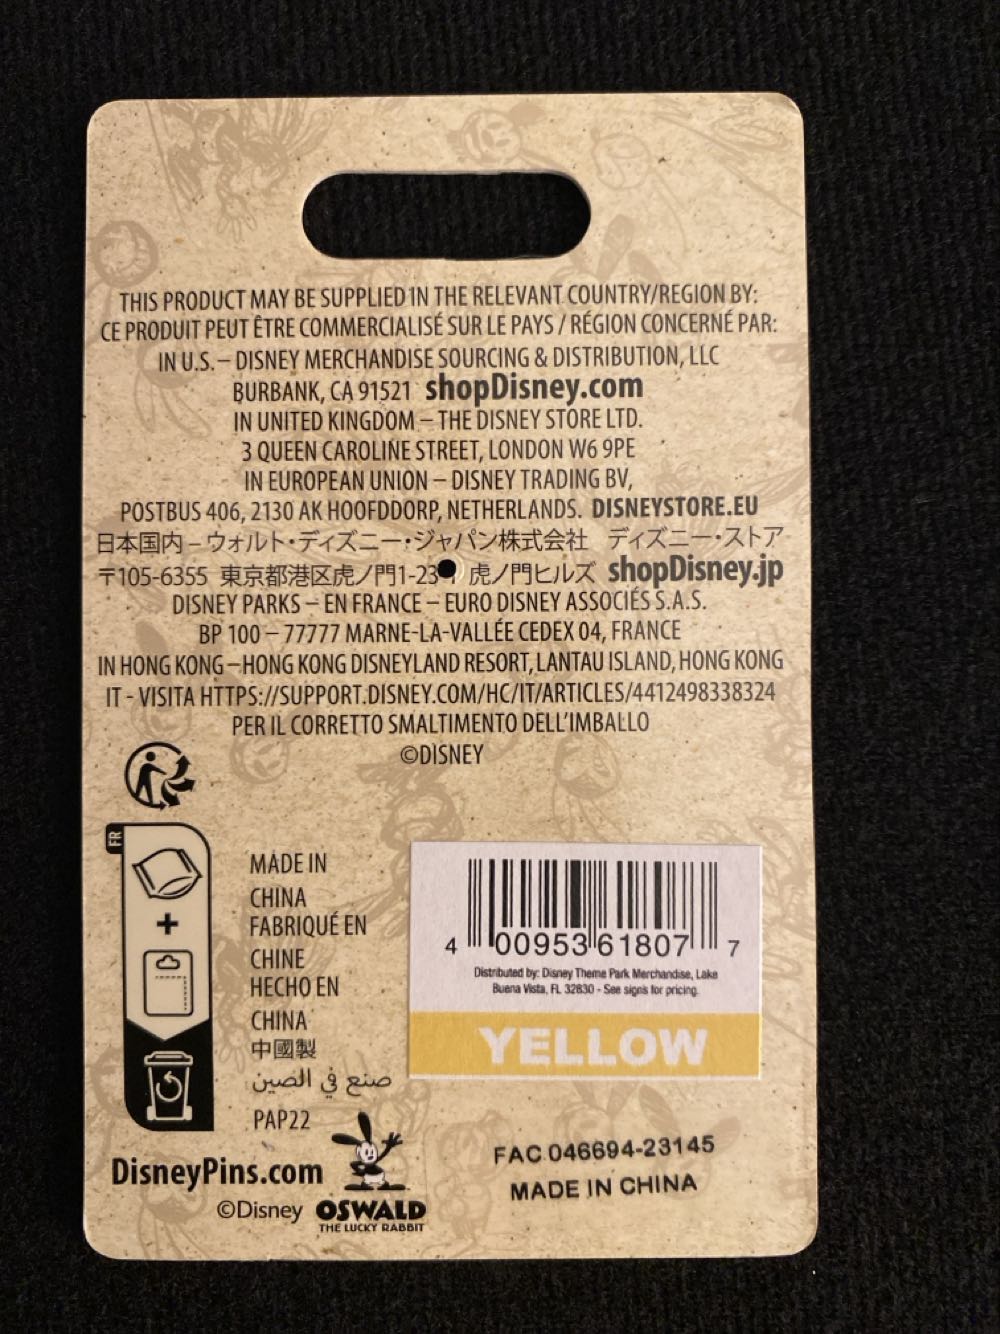 THIS PRODUCT MAY BE SUPPLIED IN THE RELEVANT COUNTRY/REGION BY:
CE PRODUIT PEUT ÊTRE COMMERCIALISÉ SUR LE PAYS / RÉGION CONCERNÉ PAR:
IN U.S. – DISNEY MERCHANDISE SOURCING & DISTRIBUTION, LLC
BURBANK, CA 91521 shopDisney.com
IN UNITED KINGDOM – THE DISNEY STORE LTD.
3 QUEEN CAROLINE STREET, LONDON W6 9PE
IN EUROPEAN UNION – DISNEY TRADING BV,
POSTBUS 406, 2130 AK HOOFDDORP, NETHERLANDS. DISNEYSTORE.EU
日本国内 – ウォルト・ディズニー・ジャパン株式会社 ディズニー・ストア
〒105-6355 東京都港区虎ノ門 虎ノ門ヒルズ shopDisney.jp
DISNEY PARKS – EN FRANCE – EURO DISNEY ASSOCIÉS S.A.S.
BP 100 – 77777 MARNE-LA-VALLÉE CEDEX 04, FRANCE
IN HONG KONG – HONG KONG DISNEYLAND RESORT, LANTAU ISLAND, HONG KONG
IT - VISITA HTTPS://SUPPORT.DISNEY.COM/HC/IT/ARTICLES/4412498338324
PER IL CORRETTO SMALTIMENTO DELL'IMBALLO
©DISNEY
FR
MADE IN
CHINA
FABRIQUÉ EN
CHINE
HECHO EN
CHINA
中國製
صنع في الصين
PAP22
4 00953 61807 7
Distributed by: Disney Theme Park Merchandise, Lake
Buena Vista, FL 32830 - See signs for pricing.
YELLOW
DisneyPins.com
©Disney
OSWALD
THE LUCKY RABBIT
FAC 046694-23145
MADE IN CHINA